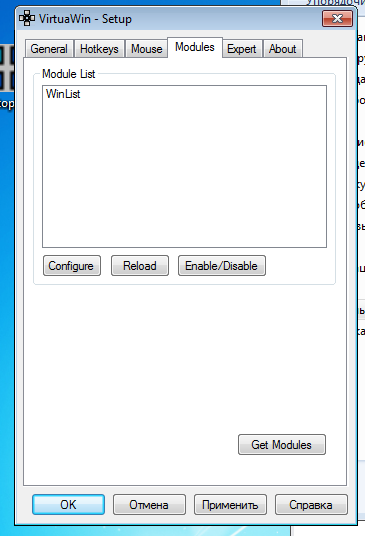 VirtuaWin - Setup
General Hotkeys Mouse Modules Expert About
Module List
WinList
Configure Reload Enable/Disable
Get Modules
OK Отмена Применить Справка